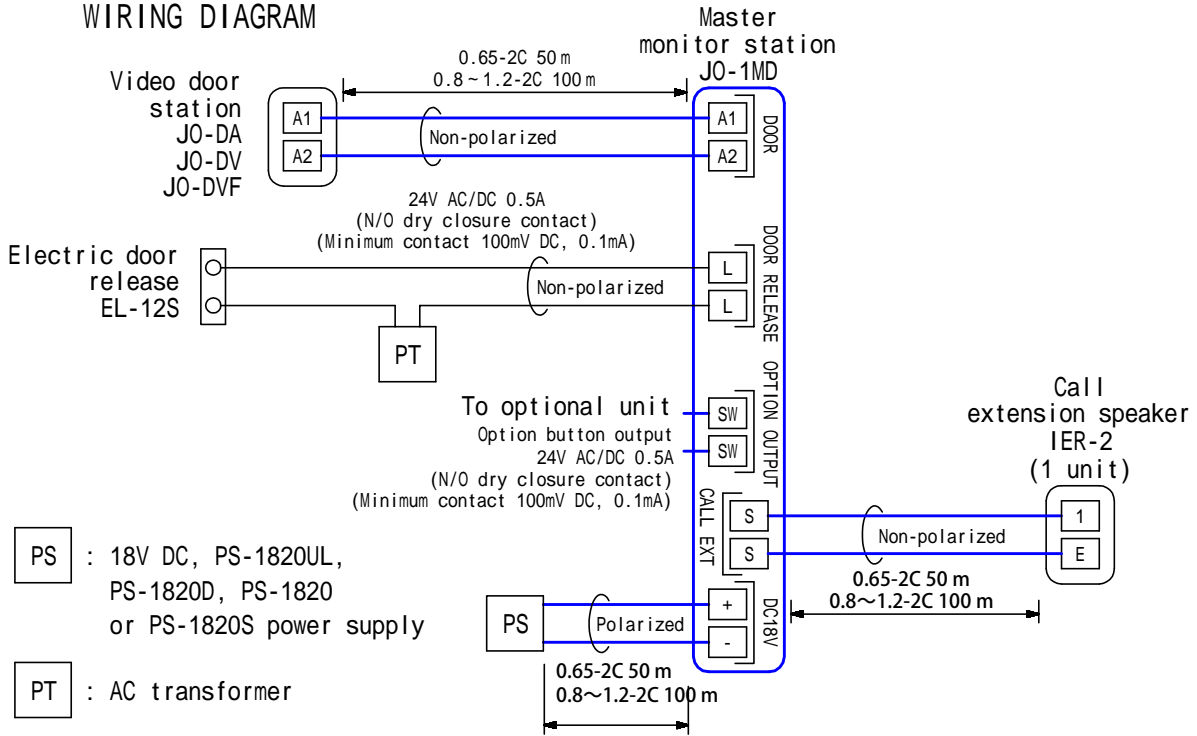 WIRING DIAGRAM
Master
monitor station
JO-1MD
0.65-2C 50 m
0.8~1.2-2C 100 m
Video door
station
JO-DA
JO-DV
JO-DVF
A1
A2
Non-polarized
A1
A2
DOOR
24V AC/DC 0.5A
(N/O dry closure contact)
(Minimum contact 100mV DC, 0.1mA)
Electric door
release
EL-12S
PT
Non-polarized
L
L
DOOR RELEASE
To optional unit
Option button output
24V AC/DC 0.5A
(N/O dry closure contact)
(Minimum contact 100mV DC, 0.1mA)
SW
SW
OPTION OUTPUT
Call
extension speaker
IER-2
(1 unit)
CALL EXT
S
S
Non-polarized
1
E
0.65-2C 50 m
0.8~1.2-2C 100 m
PS : 18V DC, PS-1820UL,
PS-1820D, PS-1820
or PS-1820S power supply
PS
Polarized
+
-
DC18V
0.65-2C 50 m
0.8~1.2-2C 100 m
PT : AC transformer